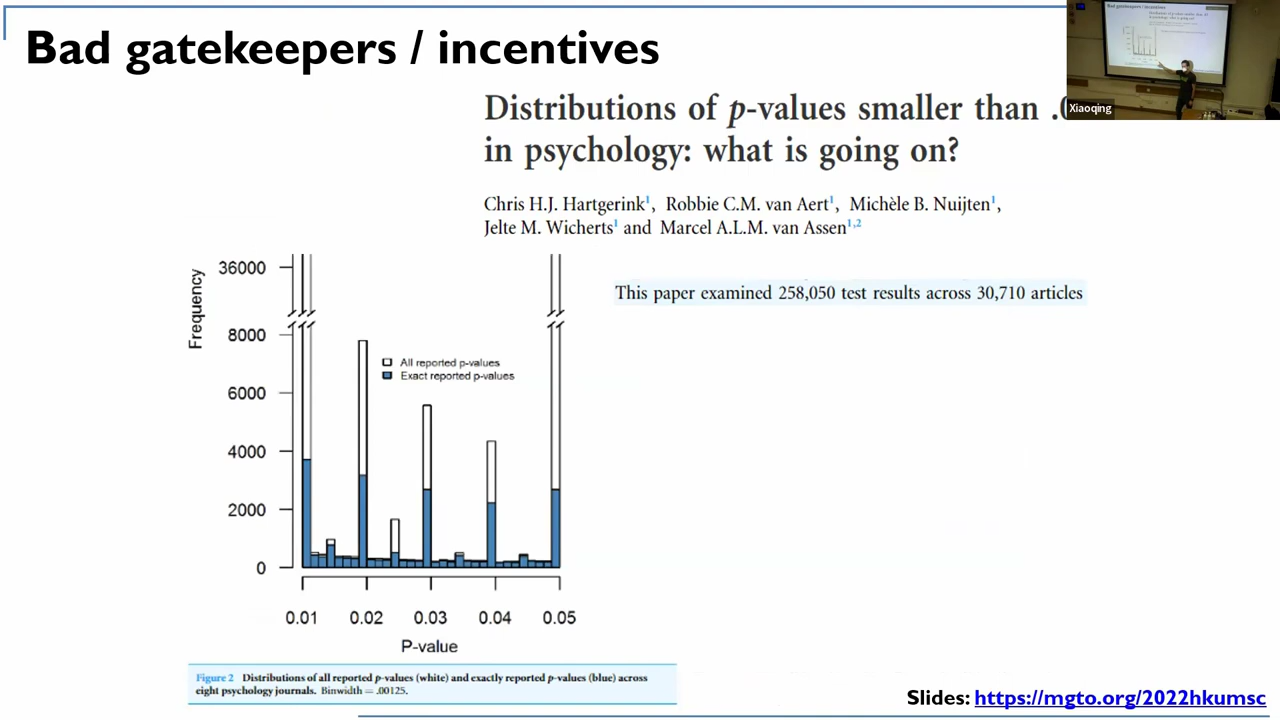 Bad gatekeepers / incentives
Distributions of p-values smaller than .0
in psychology: what is going on?
Xiaoqing
Chris H.J. Hartgerink1, Robbie C.M. van Aert1, Michèle B. Nuijten1,
Jelte M. Wicherts1 and Marcel A.L.M. van Assen1,2
This paper examined 258,050 test results across 30,710 articles
Frequency
36000
8000
6000
4000
2000
0
All reported p-values
Exact reported p-values
0.01 0.02 0.03 0.04 0.05
P-value
Figure 2 Distributions of all reported p-values (white) and exactly reported p-values (blue) across
eight psychology journals. Binwidth = .00125.
Slides: https://mgto.org/2022hkumsc